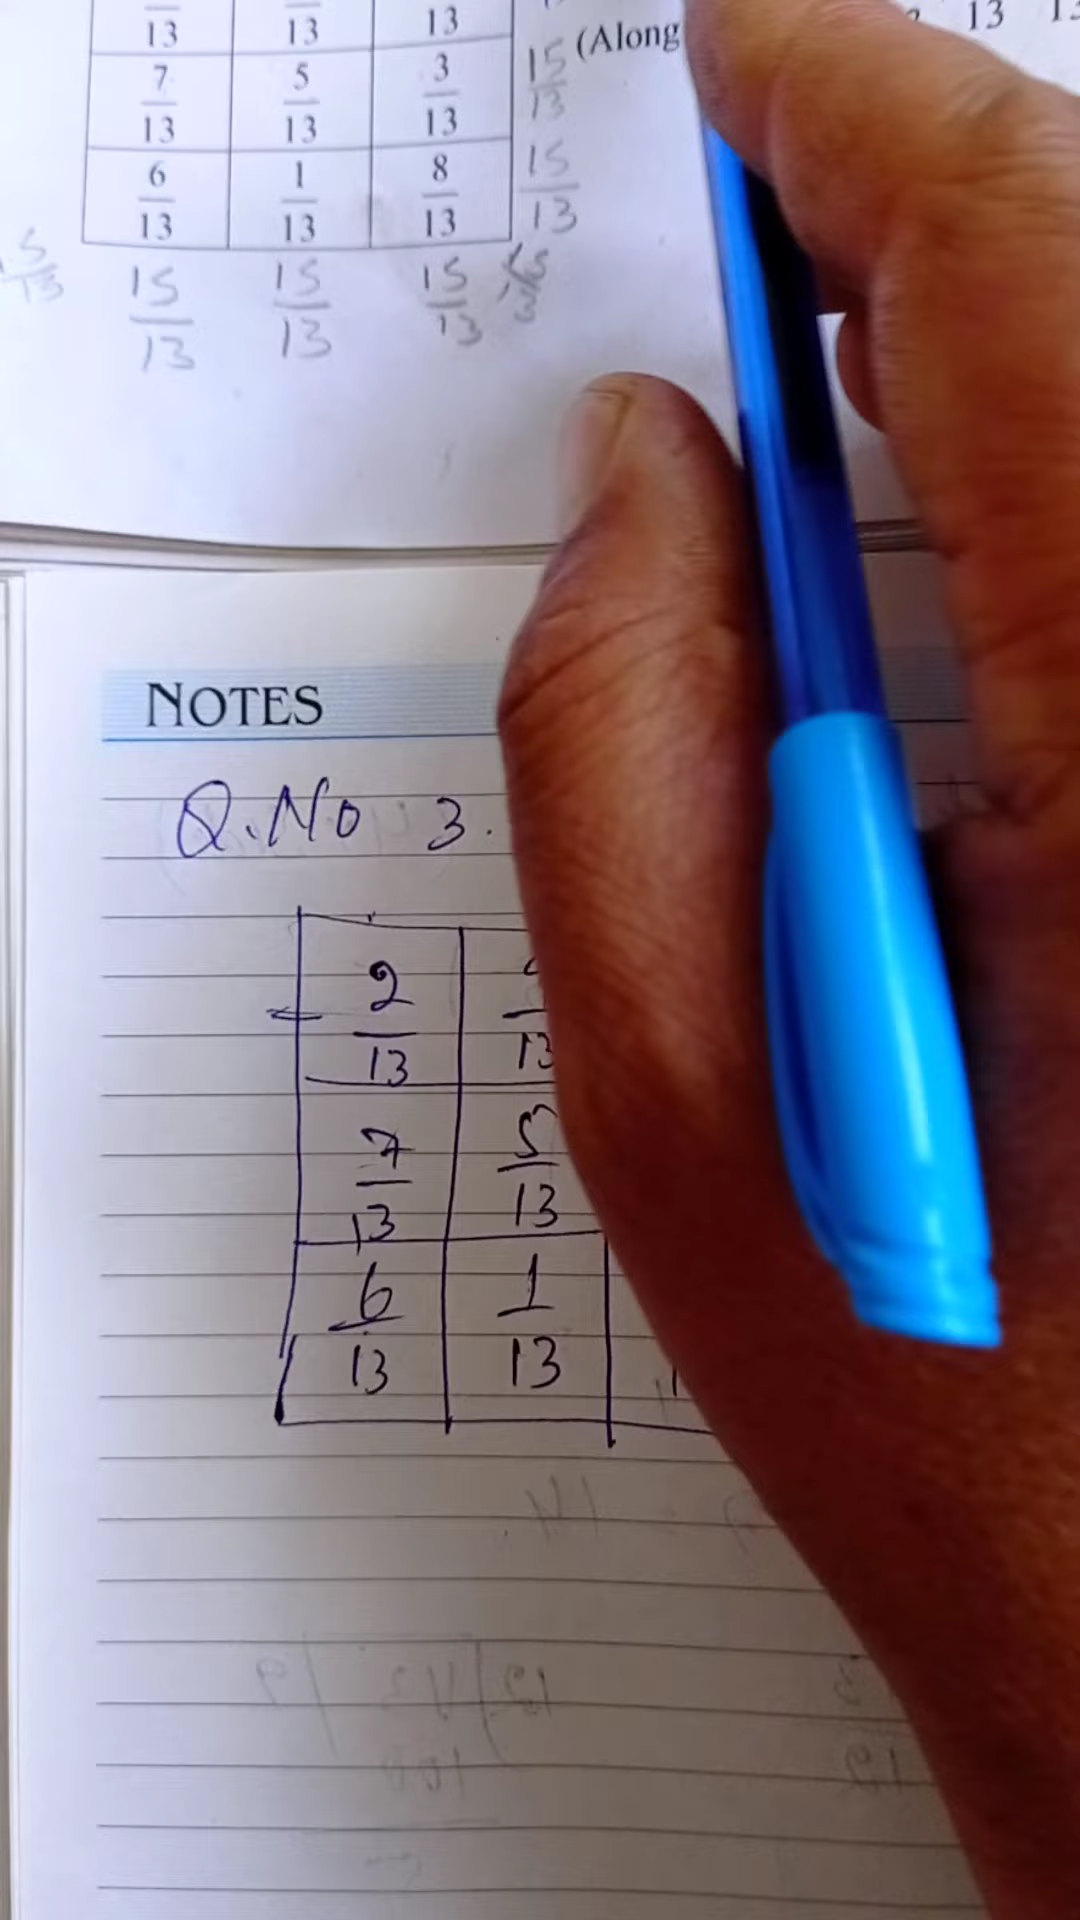 13 13 13 (Along 13
7 5 3 15
13 13 13 13
6 1 8 15
13 13 13 13
15 15 15
13 13 13
NOTES
Q.No 3.
2
13 13
7 5
13 13
6 1
13 13